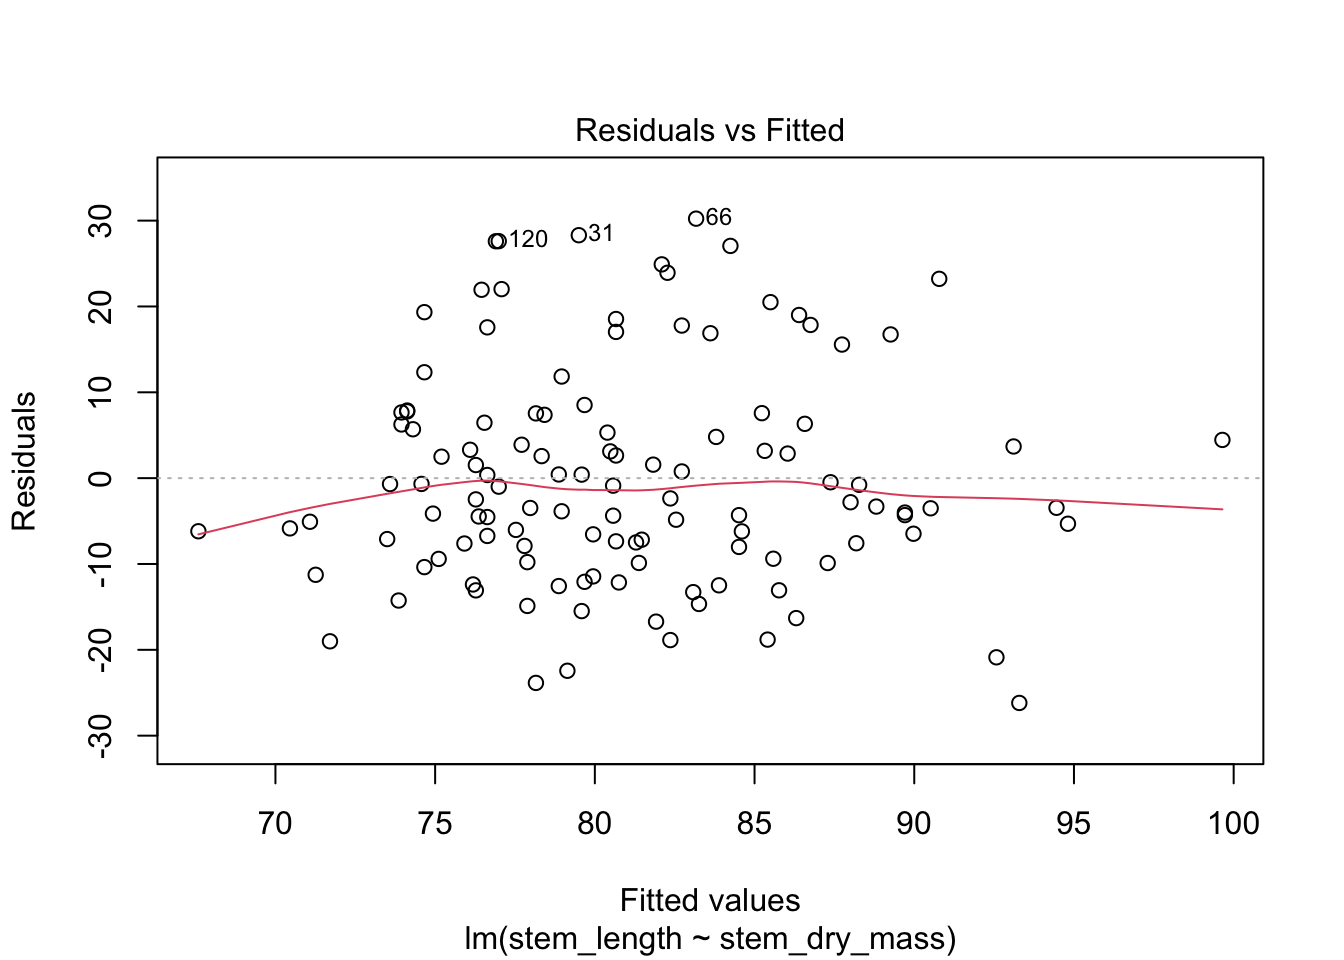 Residuals vs Fitted
Residuals
30
20
10
0
-10
-20
-30
120
31
66
70 75 80 85 90 95 100
Fitted values
lm(stem_length ~ stem_dry_mass)